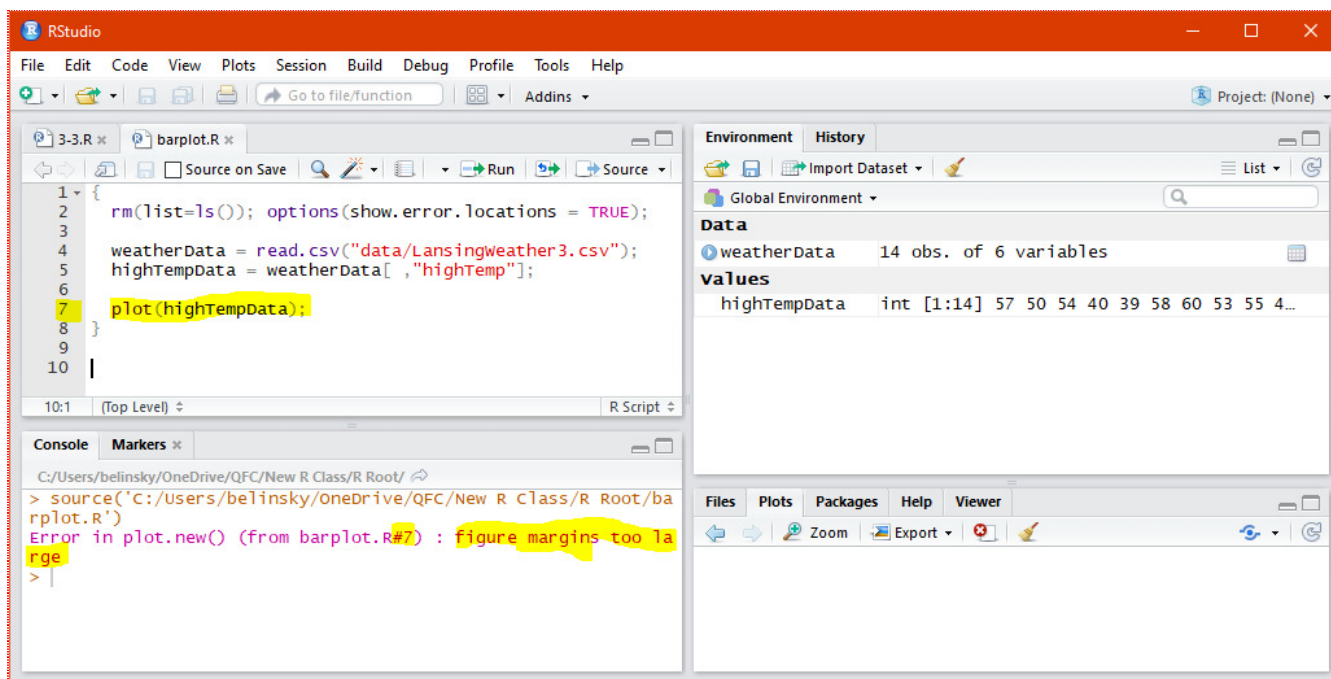 RStudio
File Edit Code View Plots Session Build Debug Profile Tools Help
Go to file/function Addins Project: (None)
3-3.R barplot.R
Source on Save Run Source
1 {
2 rm(list=ls()); options(show.error.locations = TRUE);
3
4 weatherData = read.csv("data/LansingWeather3.csv");
5 highTempData = weatherData[ ,"highTemp"];
6
7 plot(highTempData);
8 }
9
10
10:1 (Top Level) R Script
Console Markers
C:/Users/belinsky/OneDrive/QFC/New R Class/R Root/
> source('C:/Users/belinsky/OneDrive/QFC/New R Class/R Root/ba
rplot.R')
Error in plot.new() (from barplot.R#7) : figure margins too la
rge
>
Environment History
Import Dataset List
Global Environment
Data
weatherData 14 obs. of 6 variables
Values
highTempData int [1:14] 57 50 54 40 39 58 60 53 55 4...
Files Plots Packages Help Viewer
Zoom Export